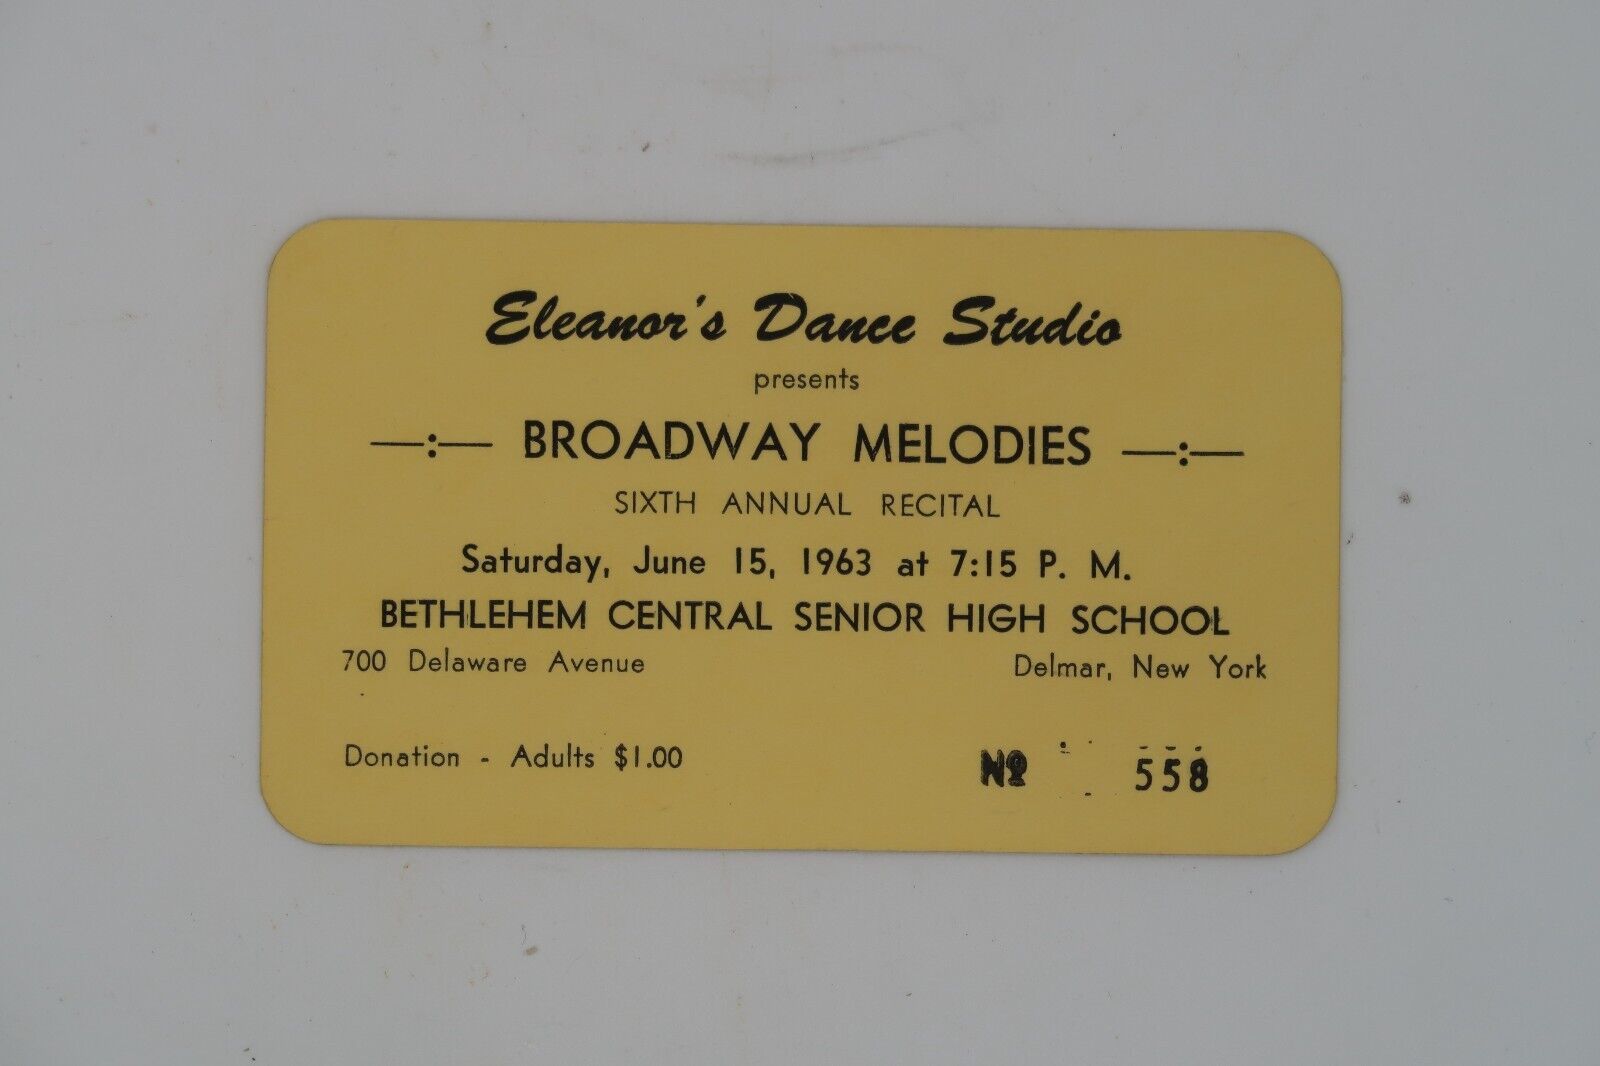 Eleanor's Dance Studio
presents
—:— BROADWAY MELODIES —:—
SIXTH ANNUAL RECITAL
Saturday, June 15, 1963 at 7:15 P. M.
BETHLEHEM CENTRAL SENIOR HIGH SCHOOL
700 Delaware Avenue Delmar, New York
Donation - Adults $1.00 № 558